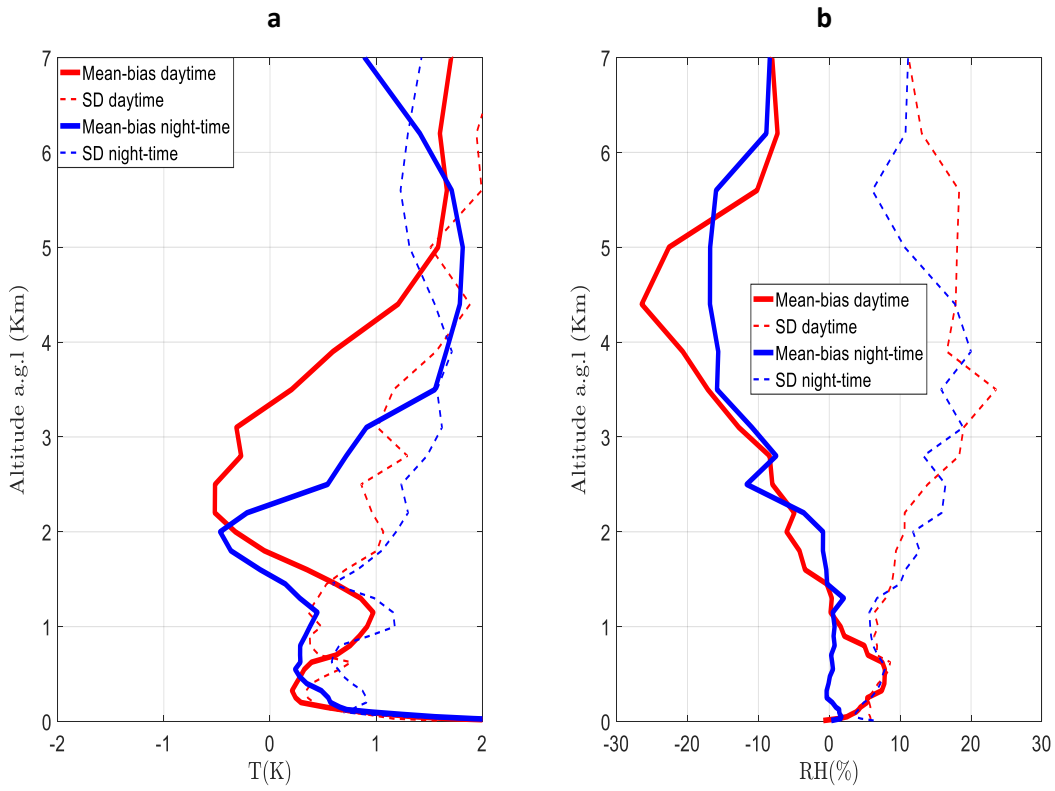 a
b
Mean-bias daytime
SD daytime
Mean-bias night-time
SD night-time
7
6
5
4
3
2
1
0
-2
-1
0
1
2
Altitude a.g.l (Km)
T(K)
Mean-bias daytime
SD daytime
Mean-bias night-time
SD night-time
7
6
5
4
3
2
1
0
-30
-20
-10
0
10
20
30
Altitude a.g.l (Km)
RH(%)